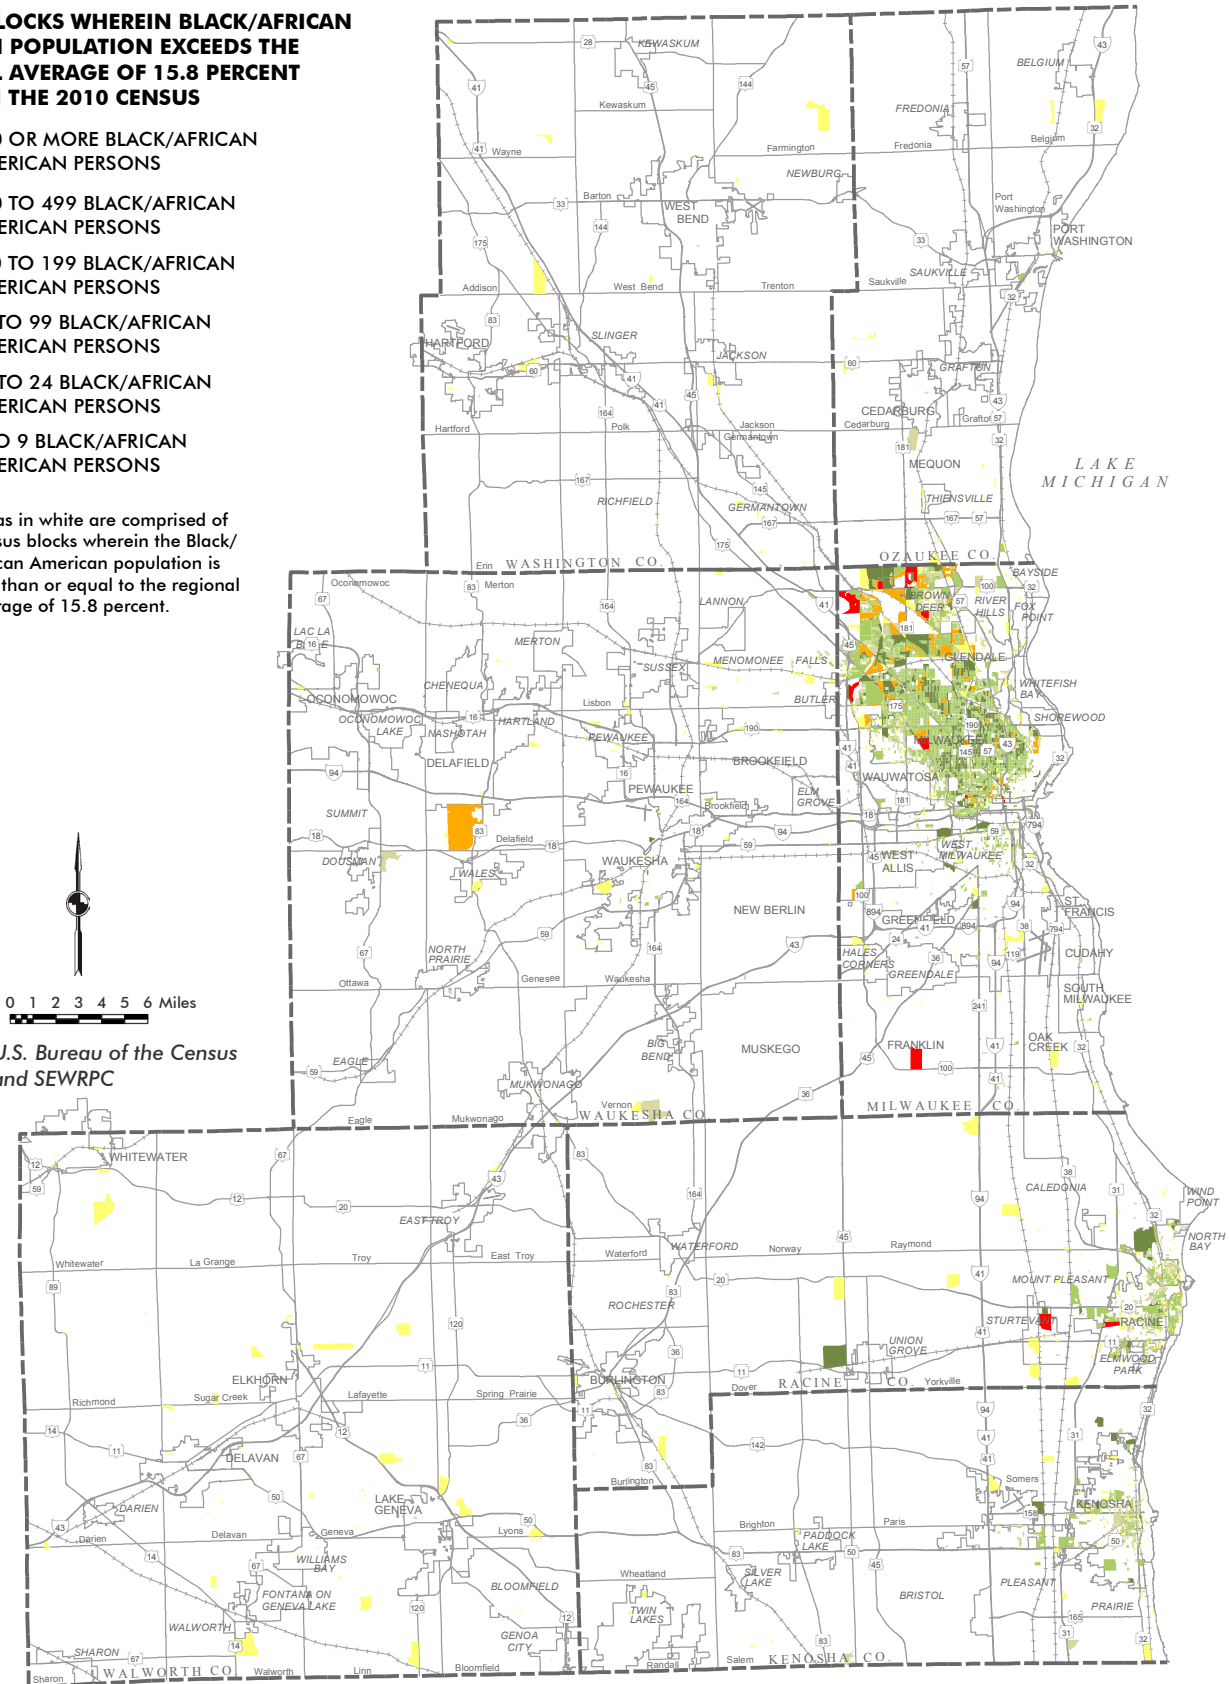 LOCKS WHEREIN BLACK/AFRICAN
POPULATION EXCEEDS THE
AVERAGE OF 15.8 PERCENT
THE 2010 CENSUS
OR MORE BLACK/AFRICAN
ERICAN PERSONS
TO 499 BLACK/AFRICAN
ERICAN PERSONS
TO 199 BLACK/AFRICAN
ERICAN PERSONS
TO 99 BLACK/AFRICAN
ERICAN PERSONS
TO 24 BLACK/AFRICAN
ERICAN PERSONS
O 9 BLACK/AFRICAN
ERICAN PERSONS
as in white are comprised of
sus blocks wherein the Black/
can American population is
than or equal to the regional
rage of 15.8 percent.
0 1 2 3 4 5 6 Miles
U.S. Bureau of the Census
and SEWRPC
KEWASKUM
BELGIUM
Kewaskum
FREDONIA
Wayne
Farmington
Fredonia
Belgium
NEWBURG
Barton
WEST
BEND
Port
Washington
PORT
WASHINGTON
SAUKVILLE
Addison
West Bend
Trenton
Saukville
SLINGER
HARTFORD
JACKSON
GRAFTON
CEDARBURG
Hartford
Polk
Jackson
Germantown
Cedarburg
Grafto
MEQUON
LAKE
MICHIGAN
RICHFIELD
GERMANTOWN
THIENSVILLE
Erin
WASHINGTON CO.
OZAUKEE CO.
Oconomowoc
Merton
LANNON
BAYSIDE
BROWN
DEER
RIVER
HILLS
FOX
POINT
LAC LA
MERTON
SUSSEX
MENOMONEE FALLS
GLENDALE
CHENEQUA
WHITEFISH
BAY
OCONOMOWOC
Lisbon
BUTLER
OCONOMOWOC
LAKE
HARTLAND
SHOREWOOD
NASHOTAH
PEWAUKEE
MILWAUKEE
DELAFIELD
BROOKFIELD
WAUWATOSA
PEWAUKEE
ELM
GROVE
Brookfield
SUMMIT
Delafield
DOUSMAN
WALES
WAUKESHA
WEST
ALLIS
WEST
MILWAUKEE
NEW BERLIN
GREENFIELD
ST.
FRANCIS
NORTH
PRAIRIE
HALES
CORNERS
CUDAHY
Ottawa
Genesee
Waukesha
GREENDALE
SOUTH
MILWAUKEE
EAGLE
BIG
BEND
MUSKEGO
FRANKLIN
OAK
CREEK
MUKWONAGO
Vernon
Eagle
Mukwonago
WAUKESHA CO.
MILWAUKEE CO.
WHITEWATER
CALEDONIA
WIND
POINT
EAST TROY
NORTH
BAY
Whitewater
La Grange
Troy
East Troy
Waterford
WATERFORD
Norway
Raymond
MOUNT PLEASANT
ROCHESTER
STURTEVANT
RACINE
UNION
GROVE
ELMWOOD
PARK
ELKHORN
BURLINGTON
Richmond
Sugar Creek
Lafayette
Spring Prairie
Dover
RACINE CO.
Yorkville
DELAVAN
Burlington
Somers
DARIEN
LAKE
GENEVA
KENOSHA
Darien
Delavan
Geneva
Lyons
Brighton
Paris
PADDOCK
LAKE
WILLIAMS
BAY
Wheatland
SILVER
LAKE
BLOOMFIELD
FONTANA ON
GENEVA LAKE
TWIN
LAKES
BRISTOL
PLEASANT
PRAIRIE
WALWORTH
GENOA
CITY
SHARON
Sharon
WALWORTH CO.
Walworth
Linn
Bloomfield
Randall
Salem
KENOSHA CO.